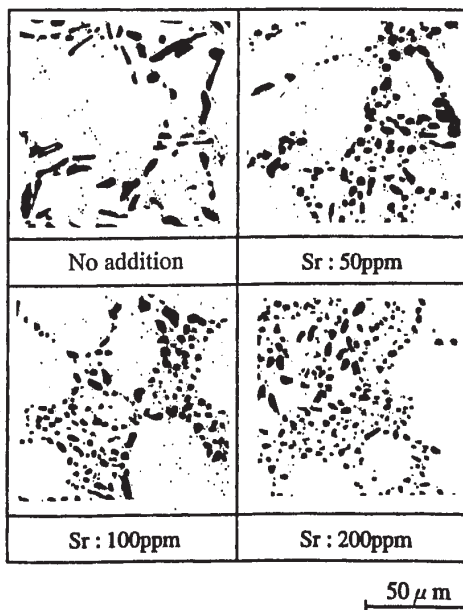 No addition
Sr : 50ppm
Sr : 100ppm
Sr : 200ppm
50 μ m